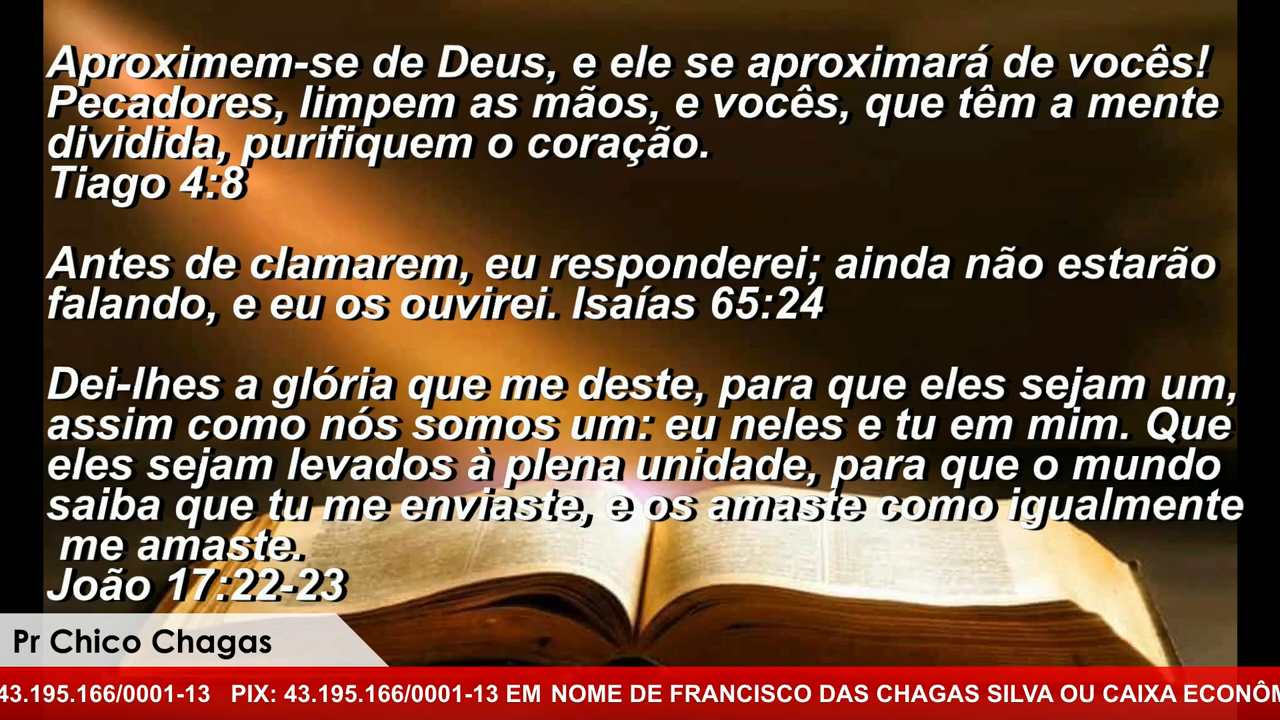 Aproximem-se de Deus, e ele se aproximará de vocês!
Pecadores, limpem as mãos, e vocês, que têm a mente
dividida, purifiquem o coração.
Tiago 4:8
Antes de clamarem, eu responderei; ainda não estarão
falando, e eu os ouvirei. Isaías 65:24
Dei-lhes a glória que me deste, para que eles sejam um,
assim como nós somos um: eu neles e tu em mim. Que
eles sejam levados à plena unidade, para que o mundo
saiba que tu me enviaste, e os amaste como igualmente
me amaste.
João 17:22-23
Pr Chico Chagas
43.195.166/0001-13 PIX: 43.195.166/0001-13 EM NOME DE FRANCISCO DAS CHAGAS SILVA OU CAIXA